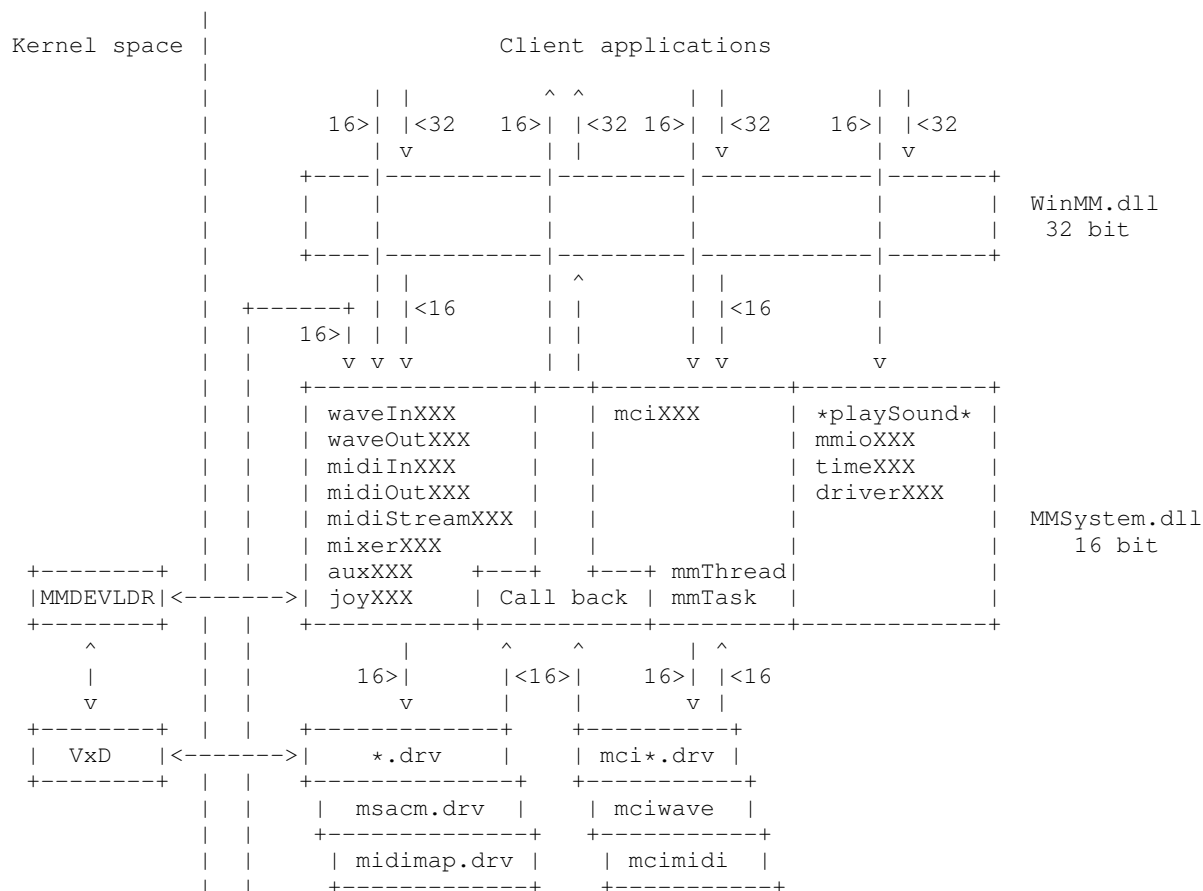 Kernel space | Client applications
16>| |<32 16>| |<32 16>| |<32 16>| |<32
WinMM.dll
32 bit
|<16 |<16
16>|
waveInXXX mciXXX *playSound*
waveOutXXX mmioXXX
midiInXXX timeXXX
midiOutXXX driverXXX
midiStreamXXX MMSystem.dll
mixerXXX 16 bit
auxXXX mmThread
MMDEVLDR |<------->| joyXXX Call back mmTask
16>| |<16>| 16>| |<16
VxD |<------->| *.drv mci*.drv
msacm.drv mciwave
midimap.drv mcimidi